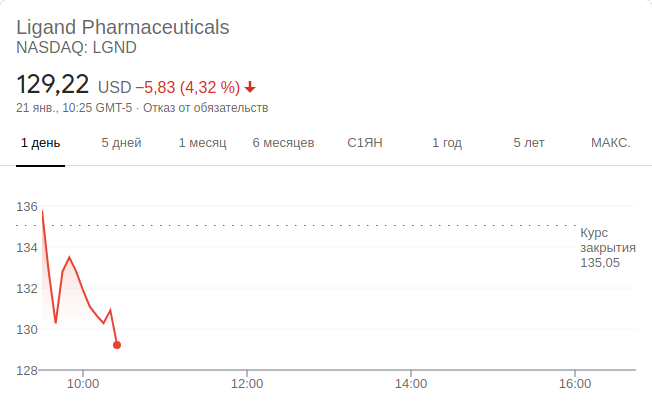 Ligand Pharmaceuticals
NASDAQ: LGND
129,22 USD −5,83 (4,32 %)
21 янв., 10:25 GMT-5 · Отказ от обязательств
1 день 5 дней 1 месяц 6 месяцев С1ЯН 1 год 5 лет МАКС.
136
134
132
130
128
Курс
закрытия
135,05
10:00 12:00 14:00 16:00